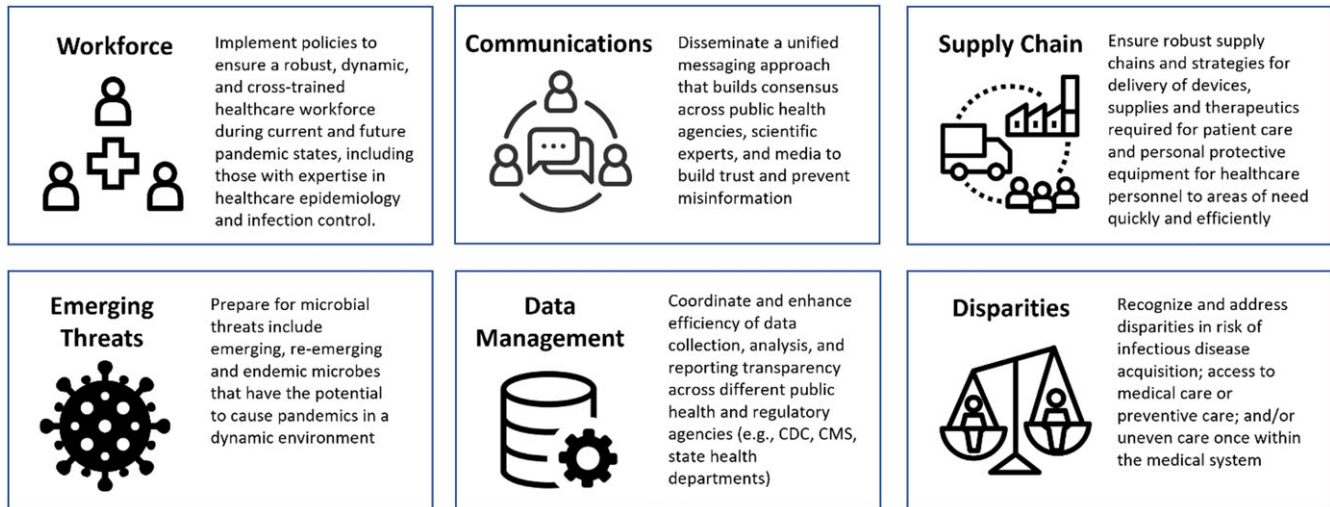 Workforce
Implement policies to
ensure a robust, dynamic,
and cross-trained
healthcare workforce
during current and future
pandemic states, including
those with expertise in
healthcare epidemiology
and infection control.
Communications
Disseminate a unified
messaging approach
that builds consensus
across public health
agencies, scientific
experts, and media to
build trust and prevent
misinformation
Supply Chain
Ensure robust supply
chains and strategies for
delivery of devices,
supplies and therapeutics
required for patient care
and personal protective
equipment for healthcare
personnel to areas of need
quickly and efficiently
Emerging
Threats
Prepare for microbial
threats include
emerging, re-emerging
and endemic microbes
that have the potential
to cause pandemics in a
dynamic environment
Data
Management
Coordinate and enhance
efficiency of data
collection, analysis, and
reporting transparency
across different public
health and regulatory
agencies (e.g., CDC, CMS,
state health
departments)
Disparities
Recognize and address
disparities in risk of
infectious disease
acquisition; access to
medical care or
preventive care; and/or
uneven care once within
the medical system